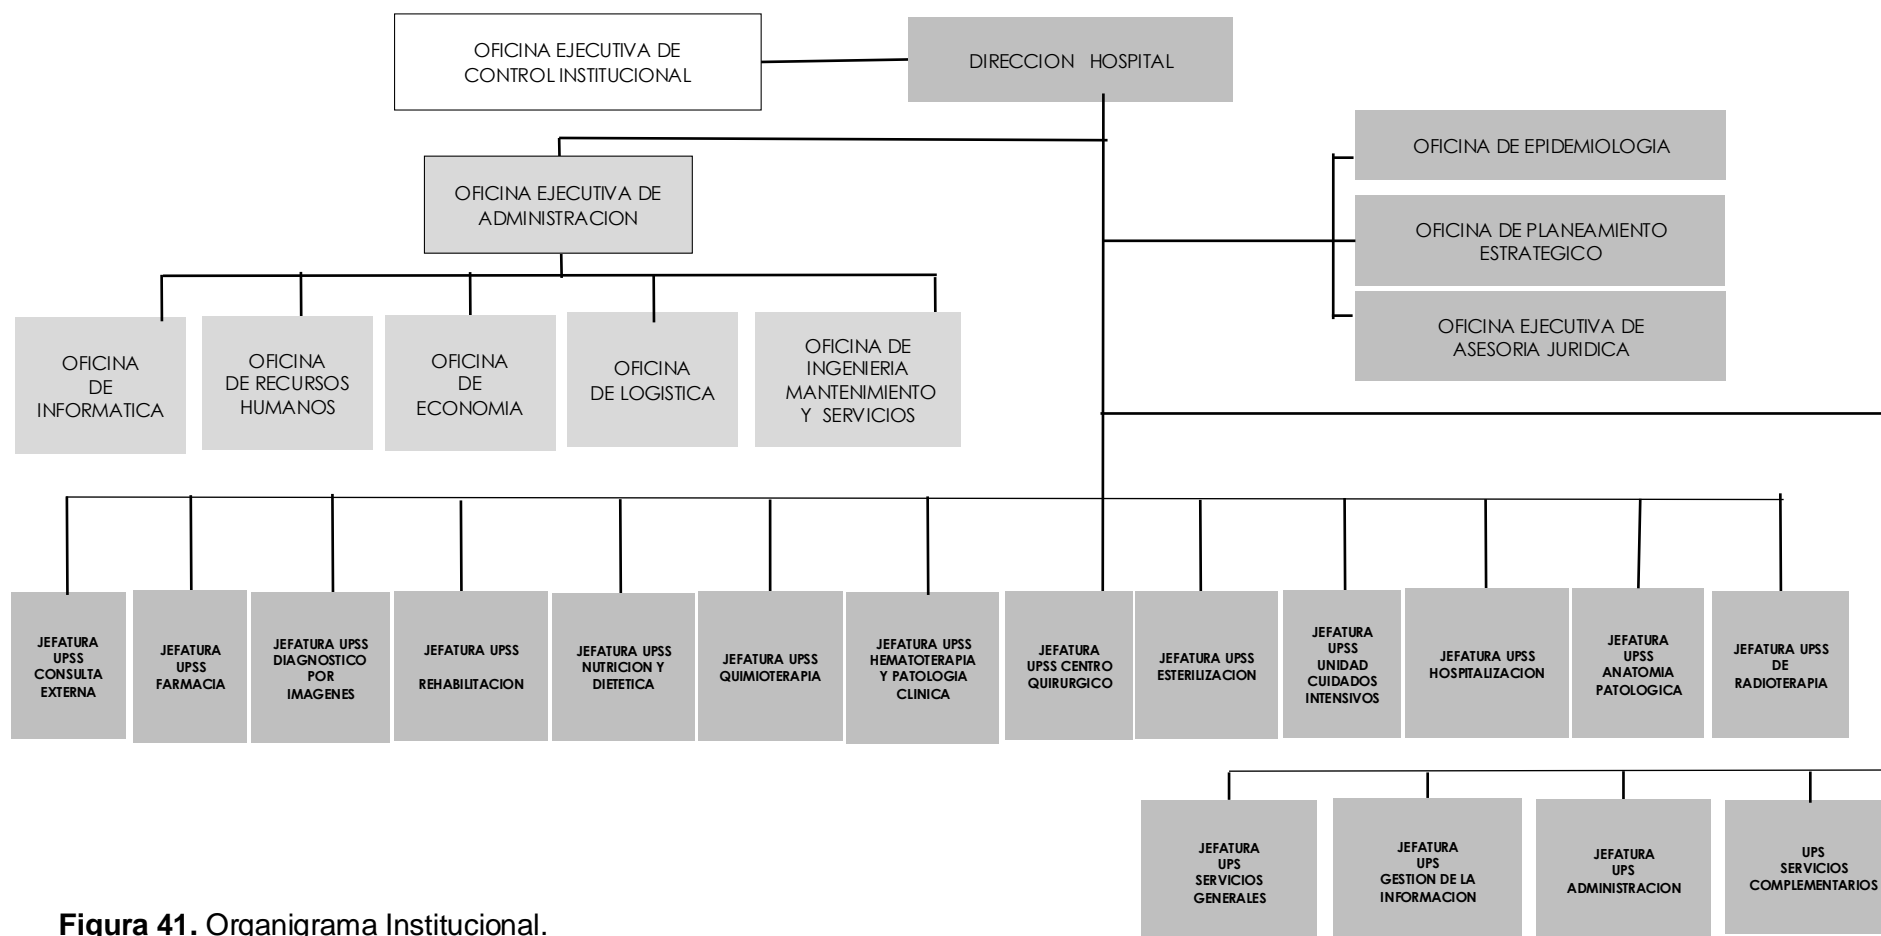 OFICINA EJECUTIVA DE
CONTROL INSTITUCIONAL
DIRECCION HOSPITAL
OFICINA DE EPIDEMIOLOGIA
OFICINA EJECUTIVA DE
ADMINISTRACION
OFICINA DE PLANEAMIENTO
ESTRATEGICO
OFICINA EJECUTIVA DE
ASESORIA JURIDICA
OFICINA
DE
INFORMATICA
OFICINA
DE RECURSOS
HUMANOS
OFICINA
DE
ECONOMIA
OFICINA
DE LOGISTICA
OFICINA DE
INGENIERIA
MANTENIMIENTO
Y SERVICIOS
JEFATURA
UPSS
CONSULTA
EXTERNA
JEFATURA
UPSS
FARMACIA
JEFATURA UPSS
DIAGNOSTICO
POR
IMAGENES
JEFATURA UPSS
REHABILITACION
JEFATURA UPSS
NUTRICION Y
DIETETICA
JEFATURA UPSS
QUIMIOTERAPIA
JEFATURA UPSS
HEMATOTERAPIA
Y PATOLOGIA
CLINICA
JEFATURA
UPSS CENTRO
QUIRURGICO
JEFATURA UPSS
ESTERILIZACION
JEFATURA
UPSS
UNIDAD
CUIDADOS
INTENSIVOS
JEFATURA UPSS
HOSPITALIZACION
JEFATURA
UPSS
ANATOMIA
PATOLOGICA
JEFATURA UPSS
DE
RADIOTERAPIA
JEFATURA
UPS
SERVICIOS
GENERALES
JEFATURA
UPS
GESTION DE LA
INFORMACION
JEFATURA
UPS
ADMINISTRACION
UPS
SERVICIOS
COMPLEMENTARIOS
Figura 41. Organigrama Institucional.